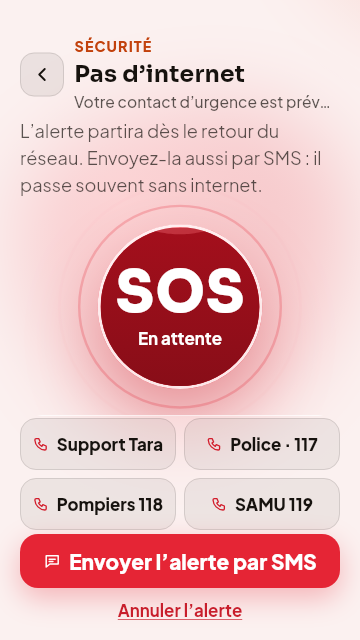 SÉCURITÉ
Pas d’internet
Votre contact d’urgence est prév…
L’alerte partira dès le retour du
réseau. Envoyez-la aussi par SMS : il
passe souvent sans internet.
SOS
En attente
Support Tara
Police · 117
Pompiers 118
SAMU 119
Envoyer l’alerte par SMS
Annuler l’alerte